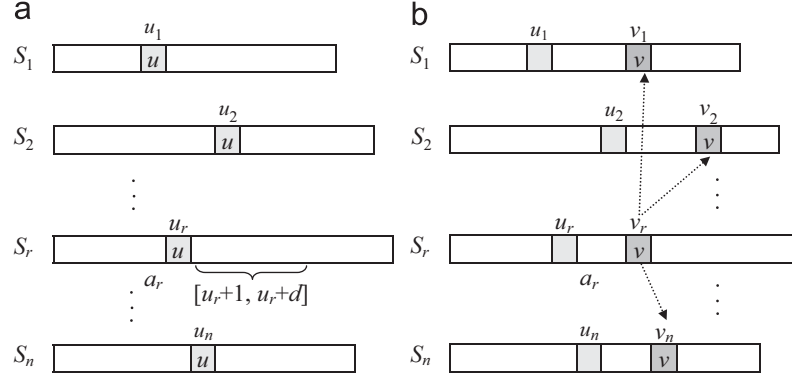 a
u₁
S₁ u
u₂
S₂ u
uᵣ
Sᵣ u
aᵣ [uᵣ+1, uᵣ+d]
uₙ
Sₙ u
b
u₁ v₁
S₁ v
u₂ v₂
S₂ v
uᵣ vᵣ
Sᵣ v
aᵣ
uₙ vₙ
Sₙ v